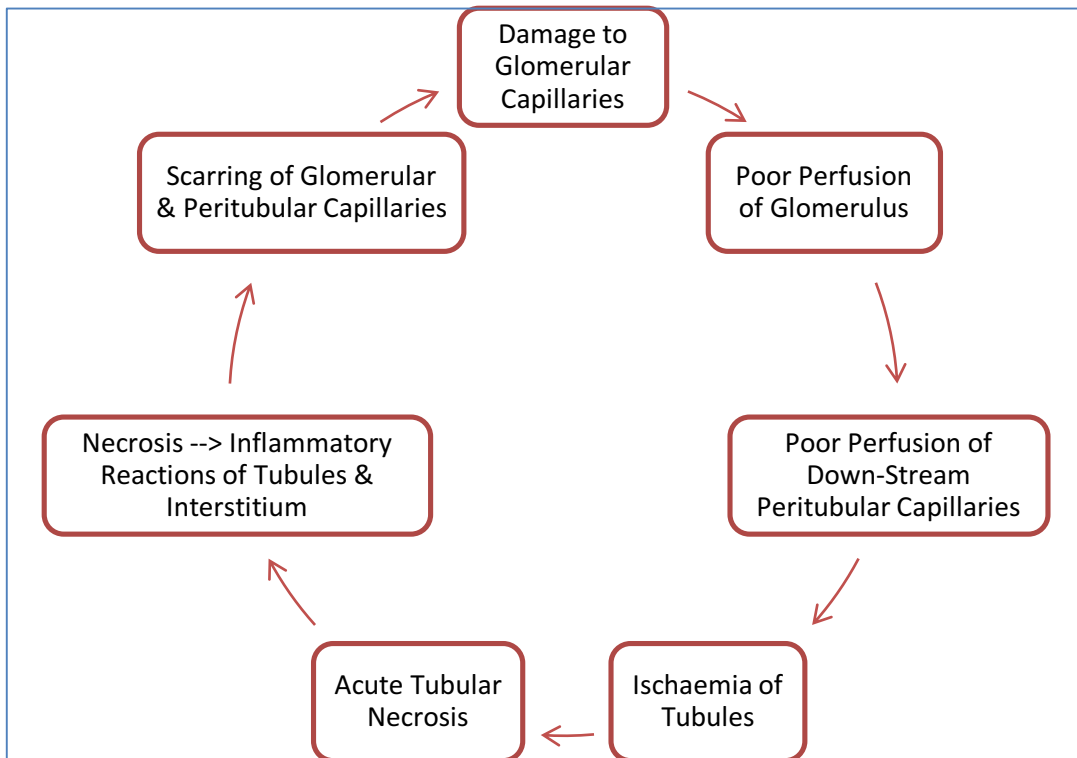 Damage to
Glomerular
Capillaries
Poor Perfusion
of Glomerulus
Poor Perfusion of
Down-Stream
Peritubular Capillaries
Ischaemia of
Tubules
Acute Tubular
Necrosis
Necrosis --> Inflammatory
Reactions of Tubules &
Interstitium
Scarring of Glomerular
& Peritubular Capillaries